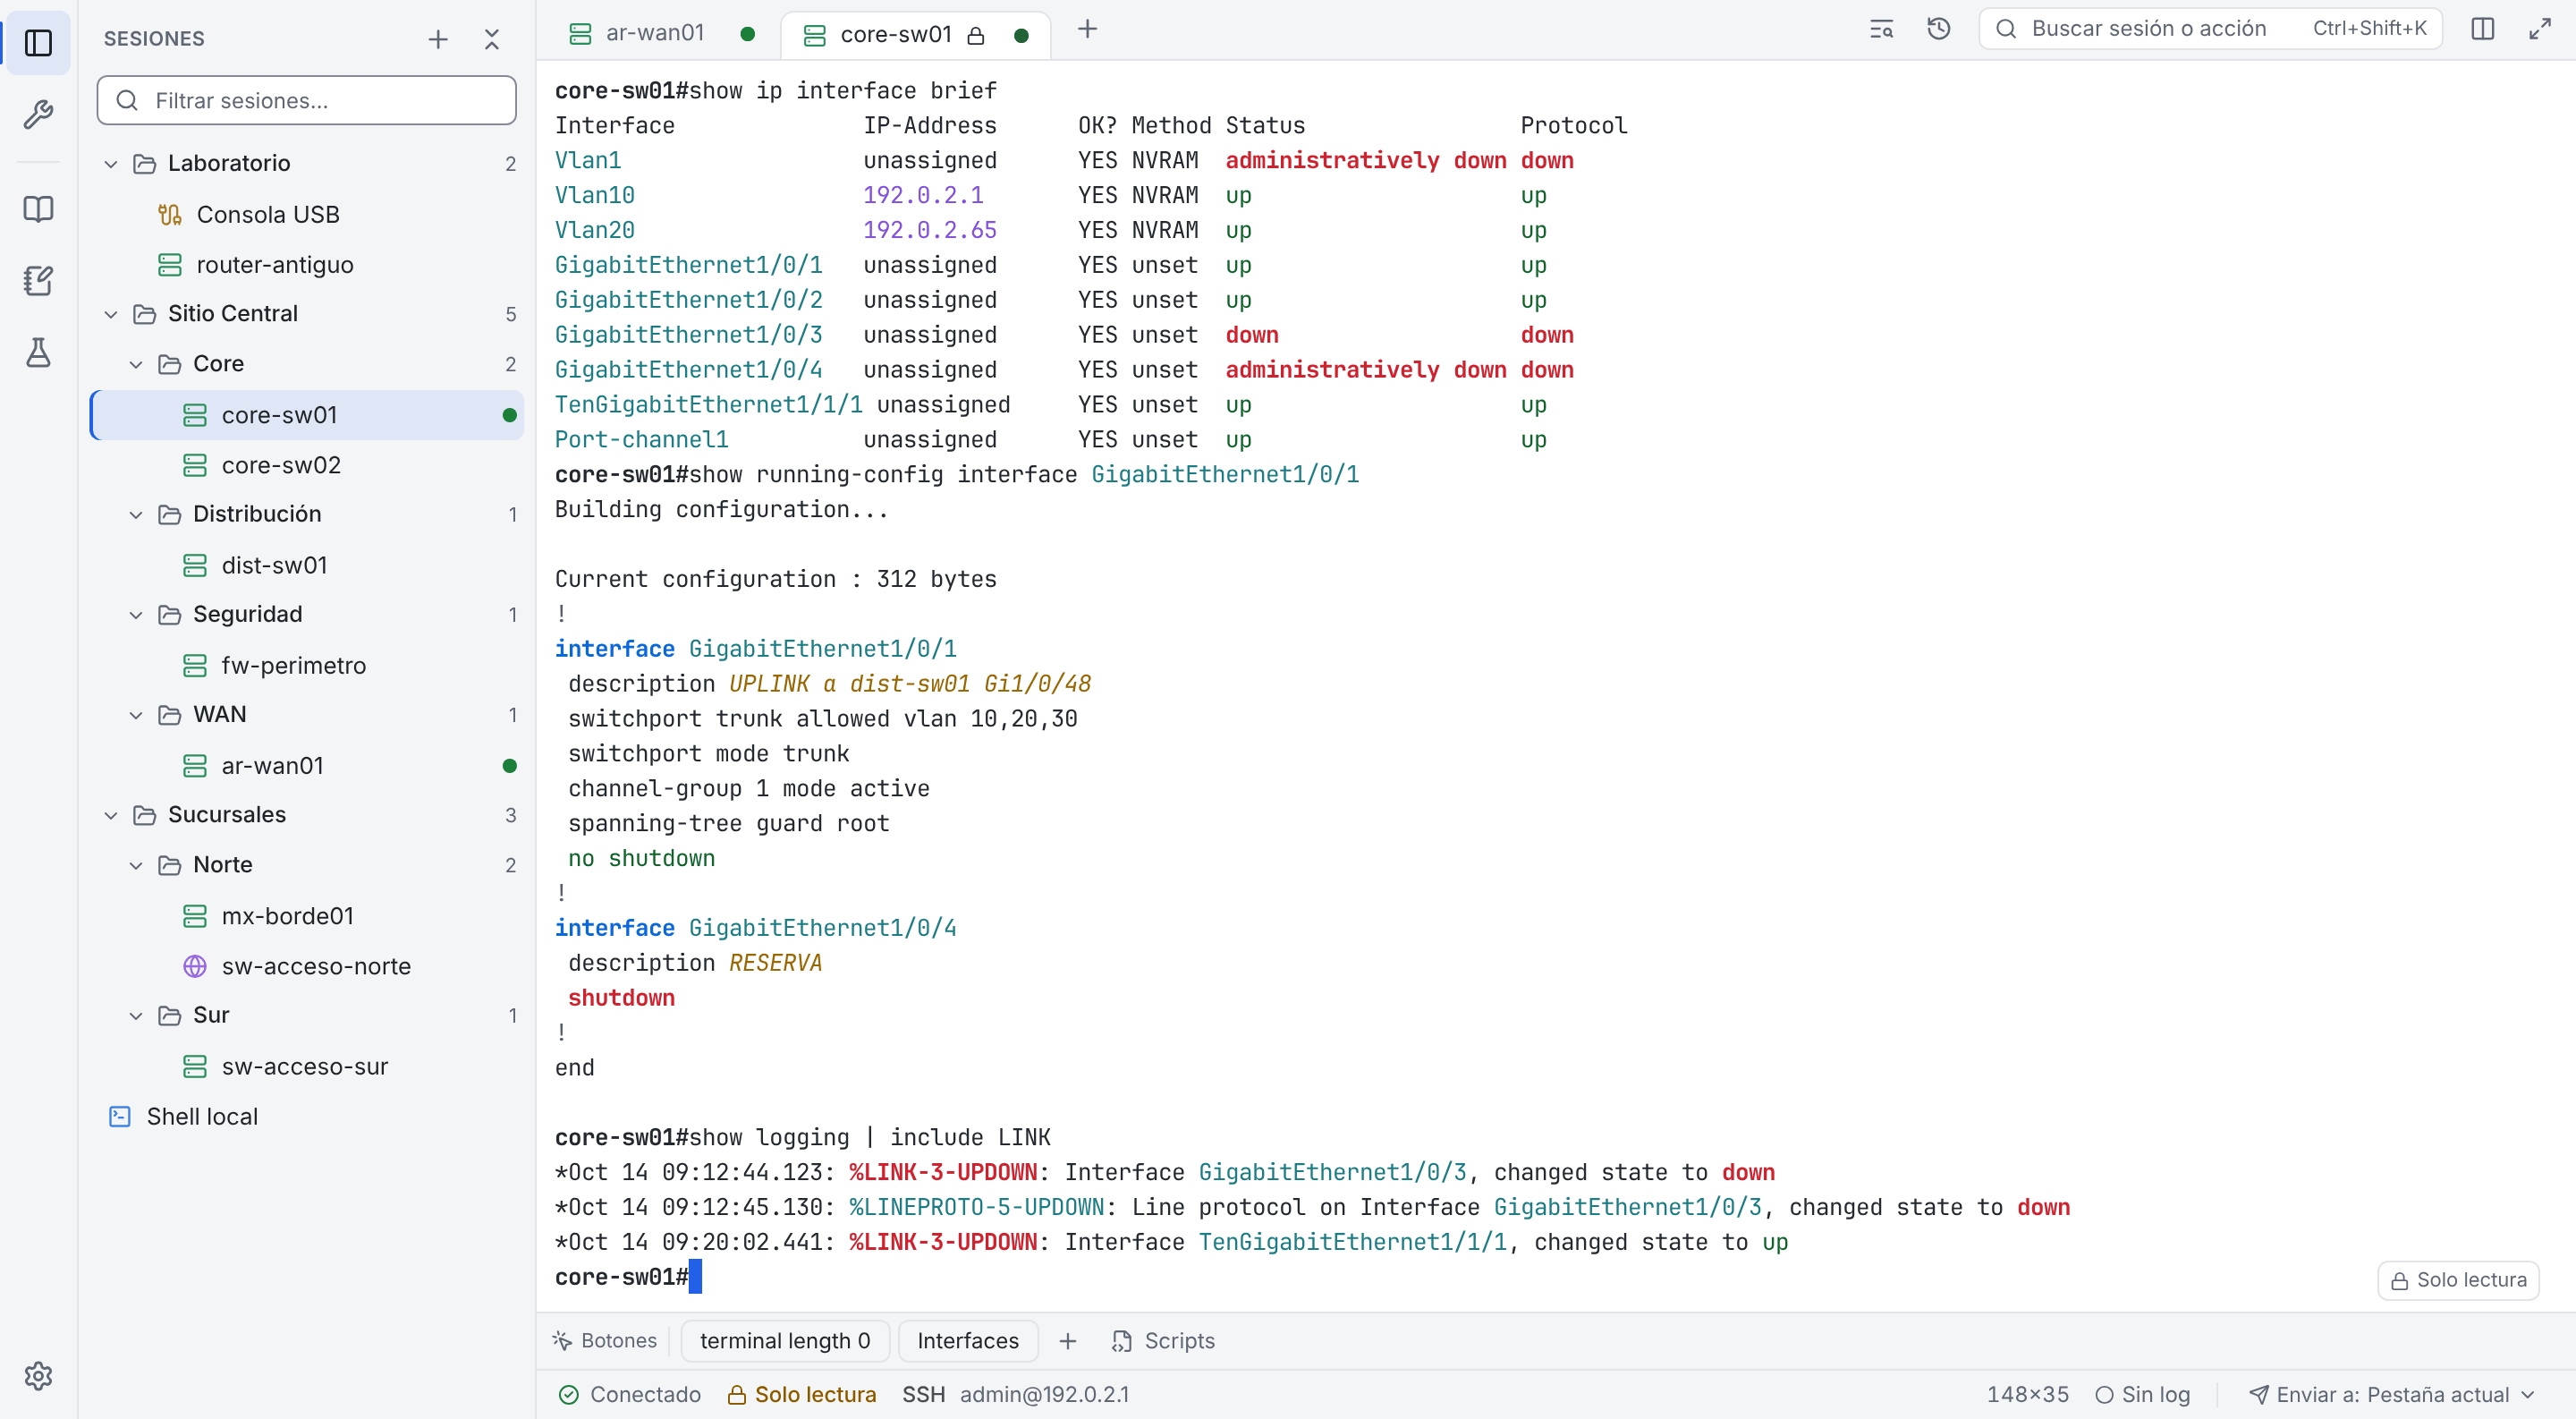 SESIONES
Filtrar sesiones...
Laboratorio 2
Consola USB
router-antiguo
Sitio Central 5
Core 2
core-sw01
core-sw02
Distribución 1
dist-sw01
Seguridad 1
fw-perimetro
WAN 1
ar-wan01
Sucursales 3
Norte 2
mx-borde01
sw-acceso-norte
Sur 1
sw-acceso-sur
Shell local
ar-wan01 core-sw01 Buscar sesión o acción Ctrl+Shift+K
core-sw01#show ip interface brief
Interface IP-Address OK? Method Status Protocol
Vlan1 unassigned YES NVRAM administratively down down
Vlan10 192.0.2.1 YES NVRAM up up
Vlan20 192.0.2.65 YES NVRAM up up
GigabitEthernet1/0/1 unassigned YES unset up up
GigabitEthernet1/0/2 unassigned YES unset up up
GigabitEthernet1/0/3 unassigned YES unset down down
GigabitEthernet1/0/4 unassigned YES unset administratively down down
TenGigabitEthernet1/1/1 unassigned YES unset up up
Port-channel1 unassigned YES unset up up
core-sw01#show running-config interface GigabitEthernet1/0/1
Building configuration...
Current configuration : 312 bytes
!
interface GigabitEthernet1/0/1
description UPLINK a dist-sw01 Gi1/0/48
switchport trunk allowed vlan 10,20,30
switchport mode trunk
channel-group 1 mode active
spanning-tree guard root
no shutdown
!
interface GigabitEthernet1/0/4
description RESERVA
shutdown
!
end
core-sw01#show logging | include LINK
*Oct 14 09:12:44.123: %LINK-3-UPDOWN: Interface GigabitEthernet1/0/3, changed state to down
*Oct 14 09:12:45.130: %LINEPROTO-5-UPDOWN: Line protocol on Interface GigabitEthernet1/0/3, changed state to down
*Oct 14 09:20:02.441: %LINK-3-UPDOWN: Interface TenGigabitEthernet1/1/1, changed state to up
core-sw01#
Solo lectura
Botones terminal length 0 Interfaces Scripts
Conectado Solo lectura SSH admin@192.0.2.1 148×35 Sin log Enviar a: Pestaña actual